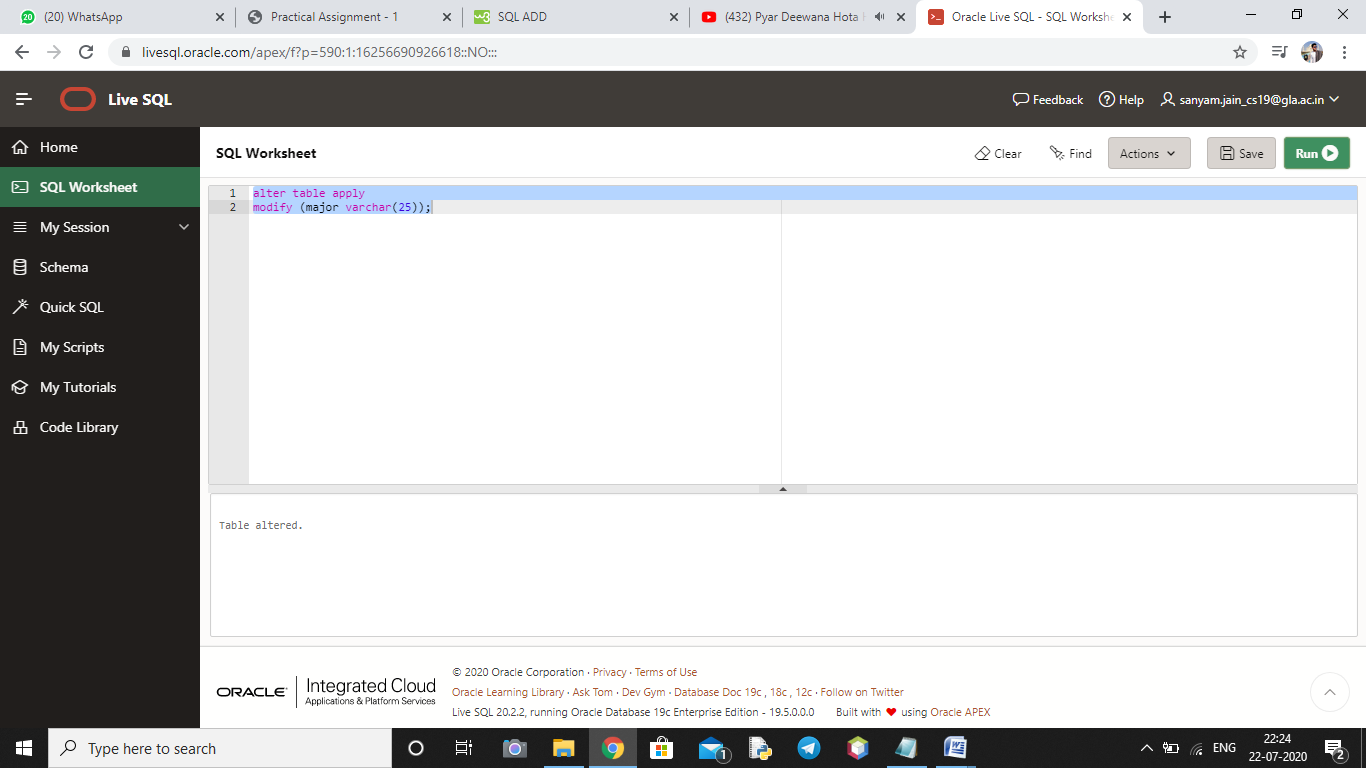 (20) WhatsApp
Practical Assignment - 1
SQL ADD
(432) Pyar Deewana Hota
Oracle Live SQL - SQL Workshe
livesql.oracle.com/apex/f?p=590:1:16256690926618::NO:::
Live SQL
Feedback
Help
sanyam.jain_cs19@gla.ac.in
Home
SQL Worksheet
My Session
Schema
Quick SQL
My Scripts
My Tutorials
Code Library
SQL Worksheet
Clear
Find
Actions
Save
Run
1 alter table apply
2 modify (major varchar(25));
Table altered.
ORACLE
Integrated Cloud
Applications & Platform Services
© 2020 Oracle Corporation · Privacy · Terms of Use
Oracle Learning Library · Ask Tom · Dev Gym · Database Doc 19c , 18c , 12c · Follow on Twitter
Live SQL 20.2.2, running Oracle Database 19c Enterprise Edition - 19.5.0.0.0 Built with ❤ using Oracle APEX
Type here to search
1
ENG
22:24
22-07-2020
2